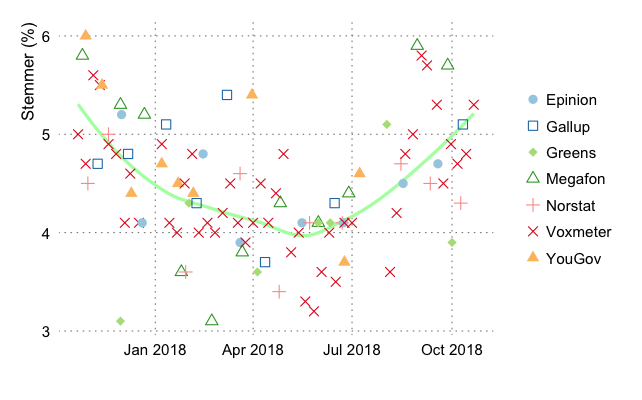 Stemmer (%)
6
5
4
3
Jan 2018
Apr 2018
Jul 2018
Oct 2018
Epinion
Gallup
Greens
Megafon
Norstat
Voxmeter
YouGov